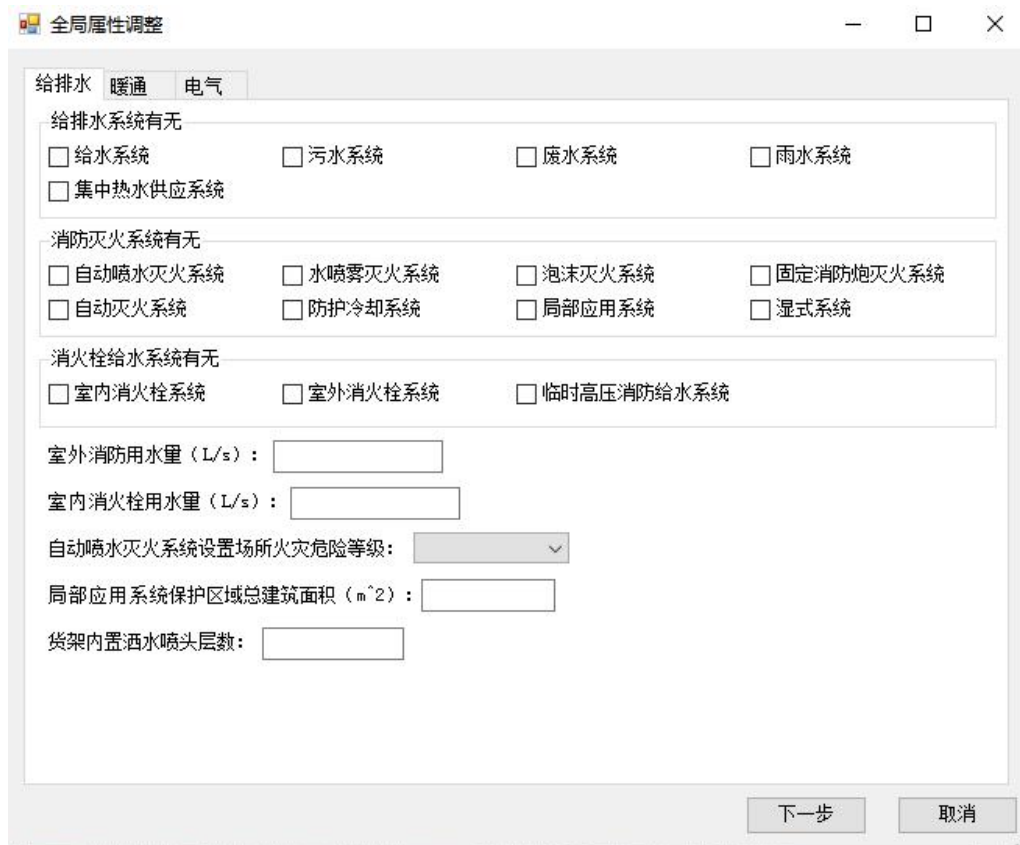 全局属性调整
给排水 暖通 电气
给排水系统有无
给水系统 污水系统 废水系统 雨水系统
集中热水供应系统
消防灭火系统有无
自动喷水灭火系统 水喷雾灭火系统 泡沫灭火系统 固定消防炮灭火系统
自动灭火系统 防护冷却系统 局部应用系统 湿式系统
消火栓给水系统有无
室内消火栓系统 室外消火栓系统 临时高压消防给水系统
室外消防用水量（L/s）:
室内消火栓用水量（L/s）:
自动喷水灭火系统设置场所火灾危险等级:
局部应用系统保护区域总建筑面积（m^2）:
货架内置洒水喷头层数:
下一步 取消